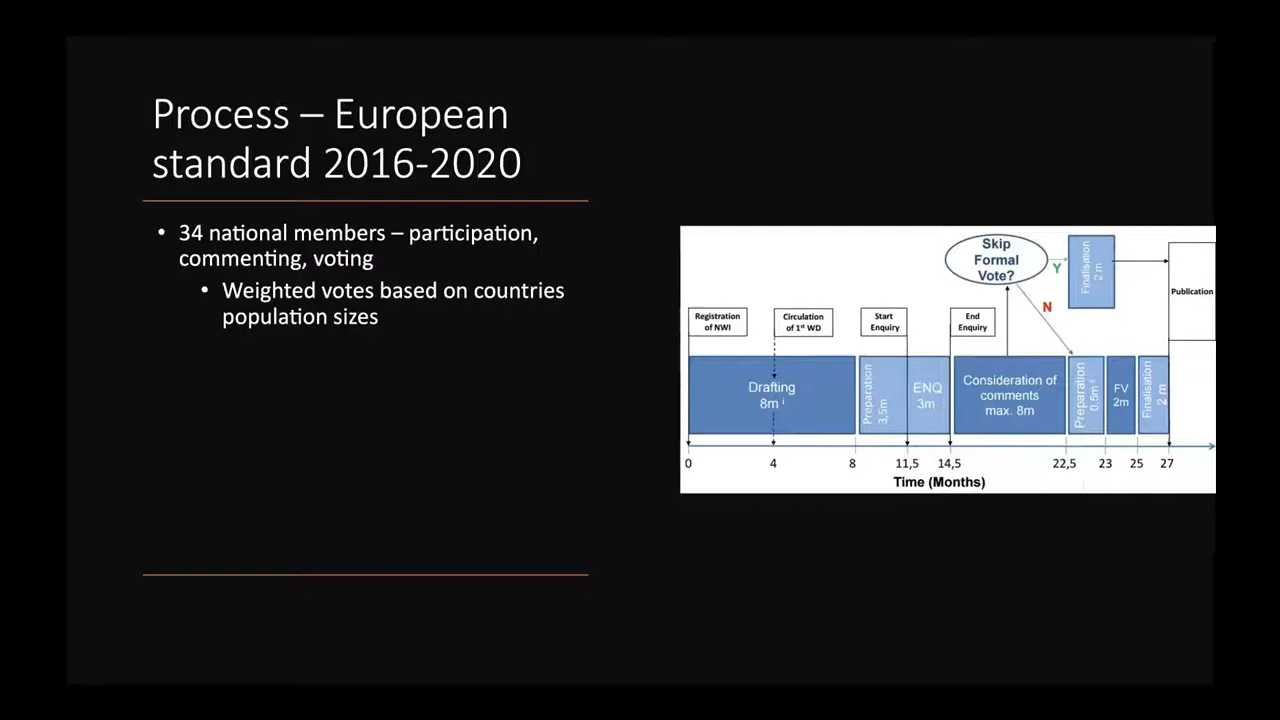 Process – European
standard 2016-2020
• 34 national members – participation,
commenting, voting
• Weighted votes based on countries
population sizes
Skip
Formal
Vote?
Y
N
Finalisation
2 m
Publication
Registration
of NWI
Circulation
of 1st WD
Start
Enquiry
End
Enquiry
Drafting
8m i
Preparation
3,5m
ENQ
3m
Consideration of
comments
max. 8m
Preparation
0.5m i
FV
2m
Finalisation
2 m
0
4
8
11,5
14,5
22,5
23
25
27
Time (Months)